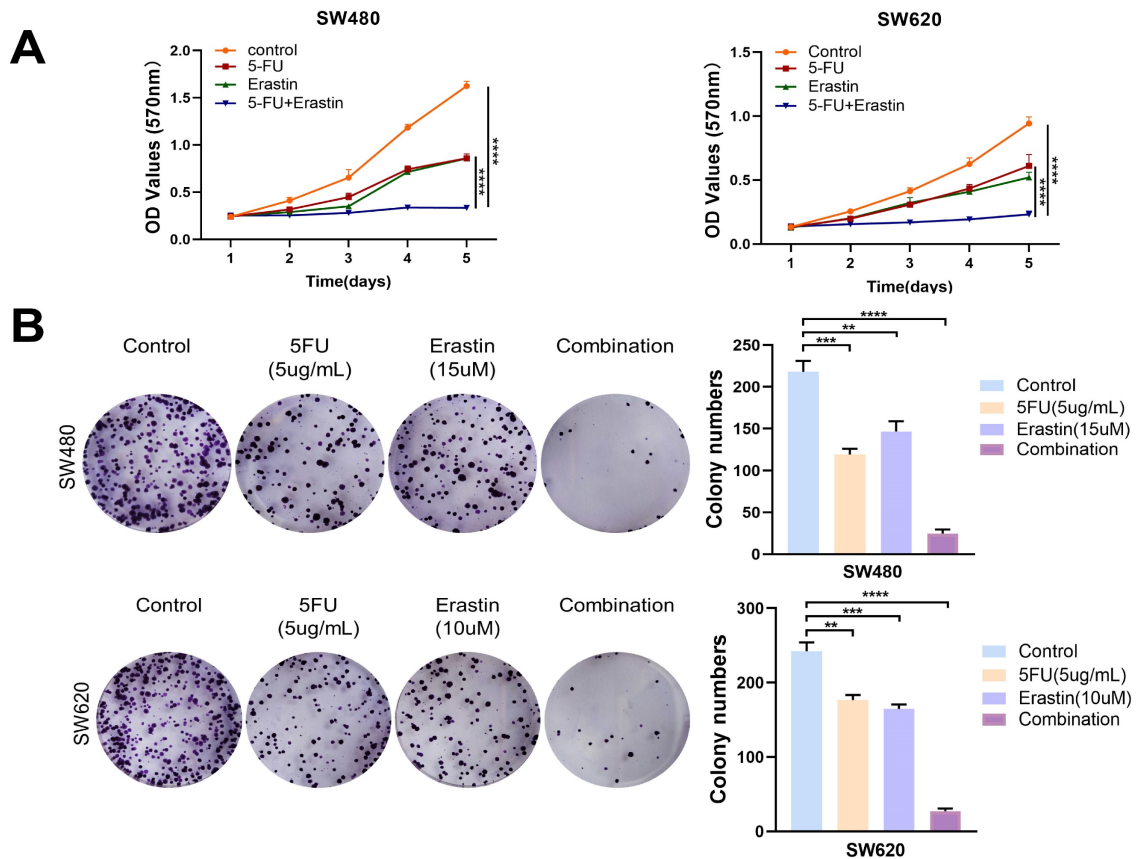 A
SW480
control
5-FU
Erastin
5-FU+Erastin
OD Values (570nm)
2.0
1.5
1.0
0.5
0.0
1 2 3 4 5
Time(days)
****
****
SW620
Control
5-FU
Erastin
5-FU+Erastin
OD Values (570nm)
1.5
1.0
0.5
0.0
1 2 3 4 5
Time(days)
****
****
B
Control
5FU
(5ug/mL)
Erastin
(15uM)
Combination
SW480
Colony numbers
250
200
150
100
50
0
****
**
***
SW480
Control
5FU(5ug/mL)
Erastin(15uM)
Combination
Control
5FU
(5ug/mL)
Erastin
(10uM)
Combination
SW620
Colony numbers
300
200
100
0
****
***
**
SW620
Control
5FU(5ug/mL)
Erastin(10uM)
Combination